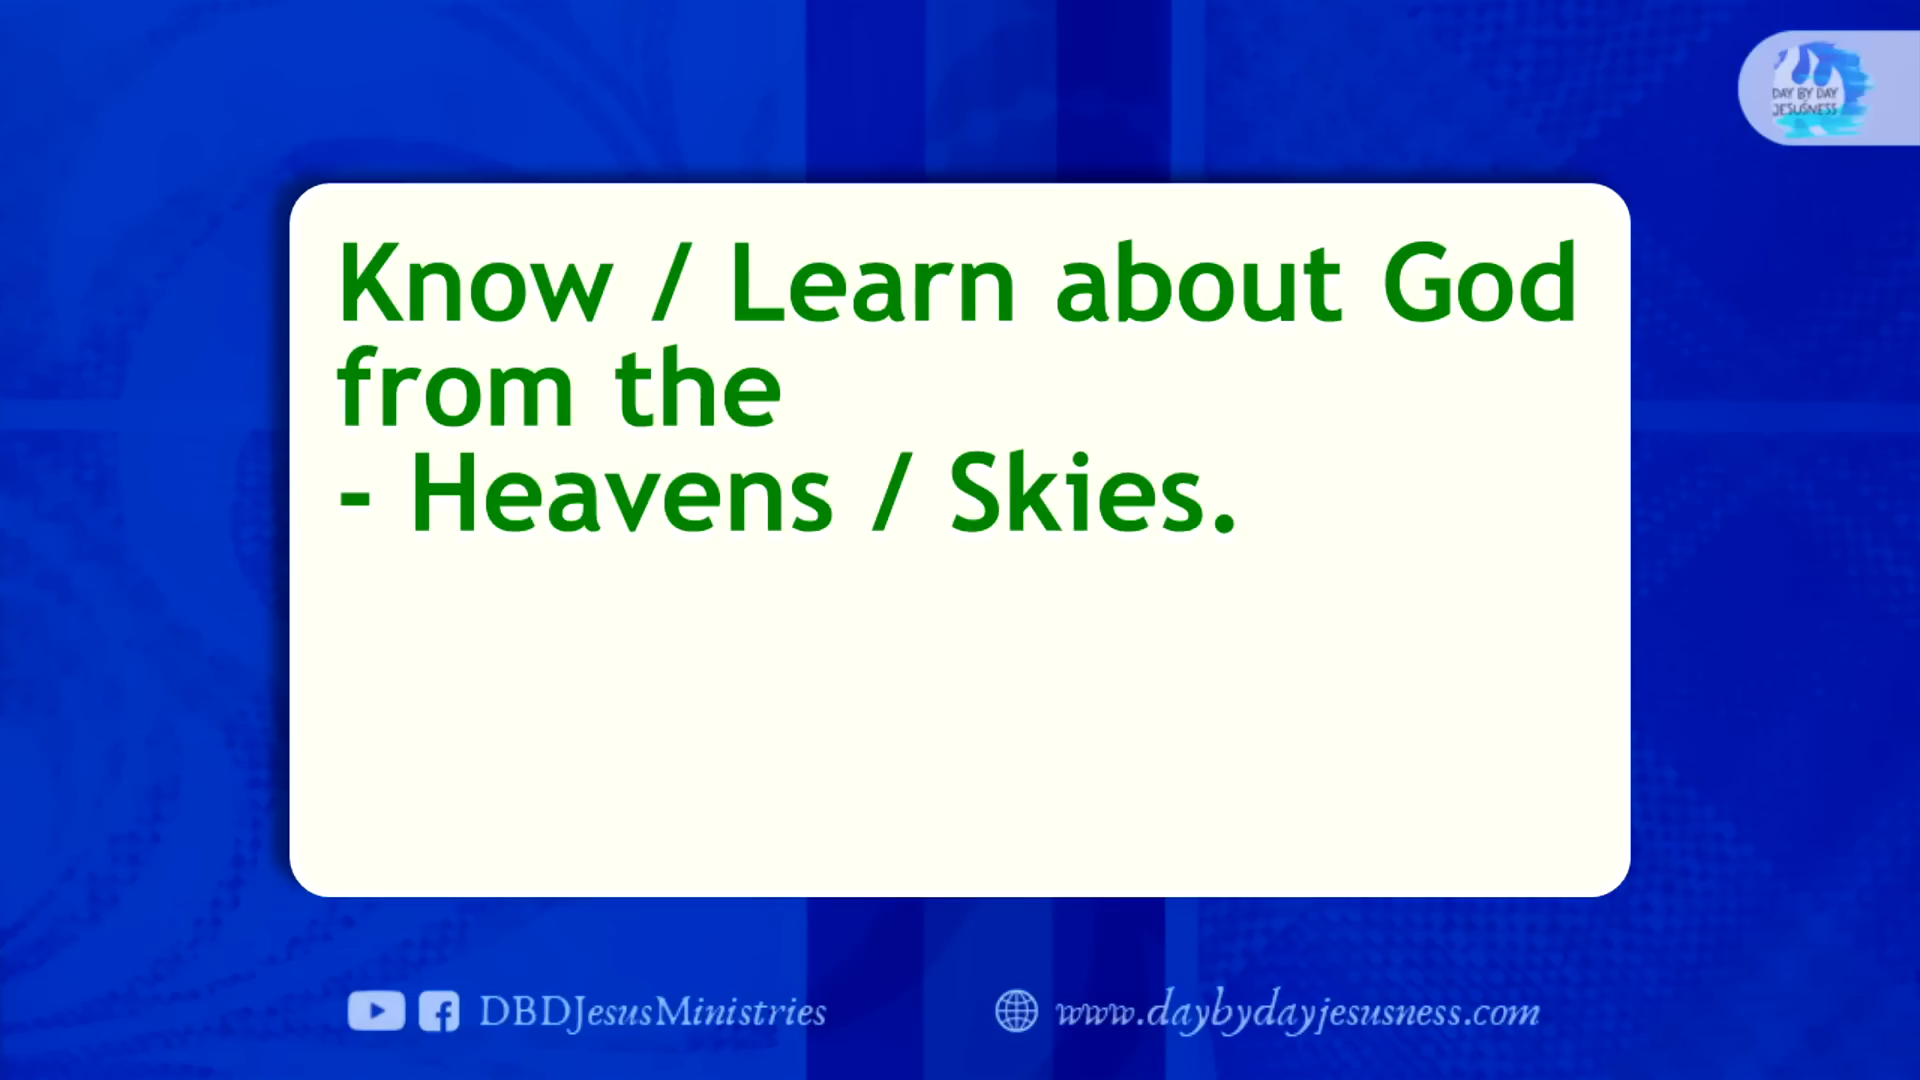 DAY BY DAY
JESUSNESS
Know / Learn about God
from the
- Heavens / Skies.
DBDJesusMinistries
www.daybydayjesusness.com